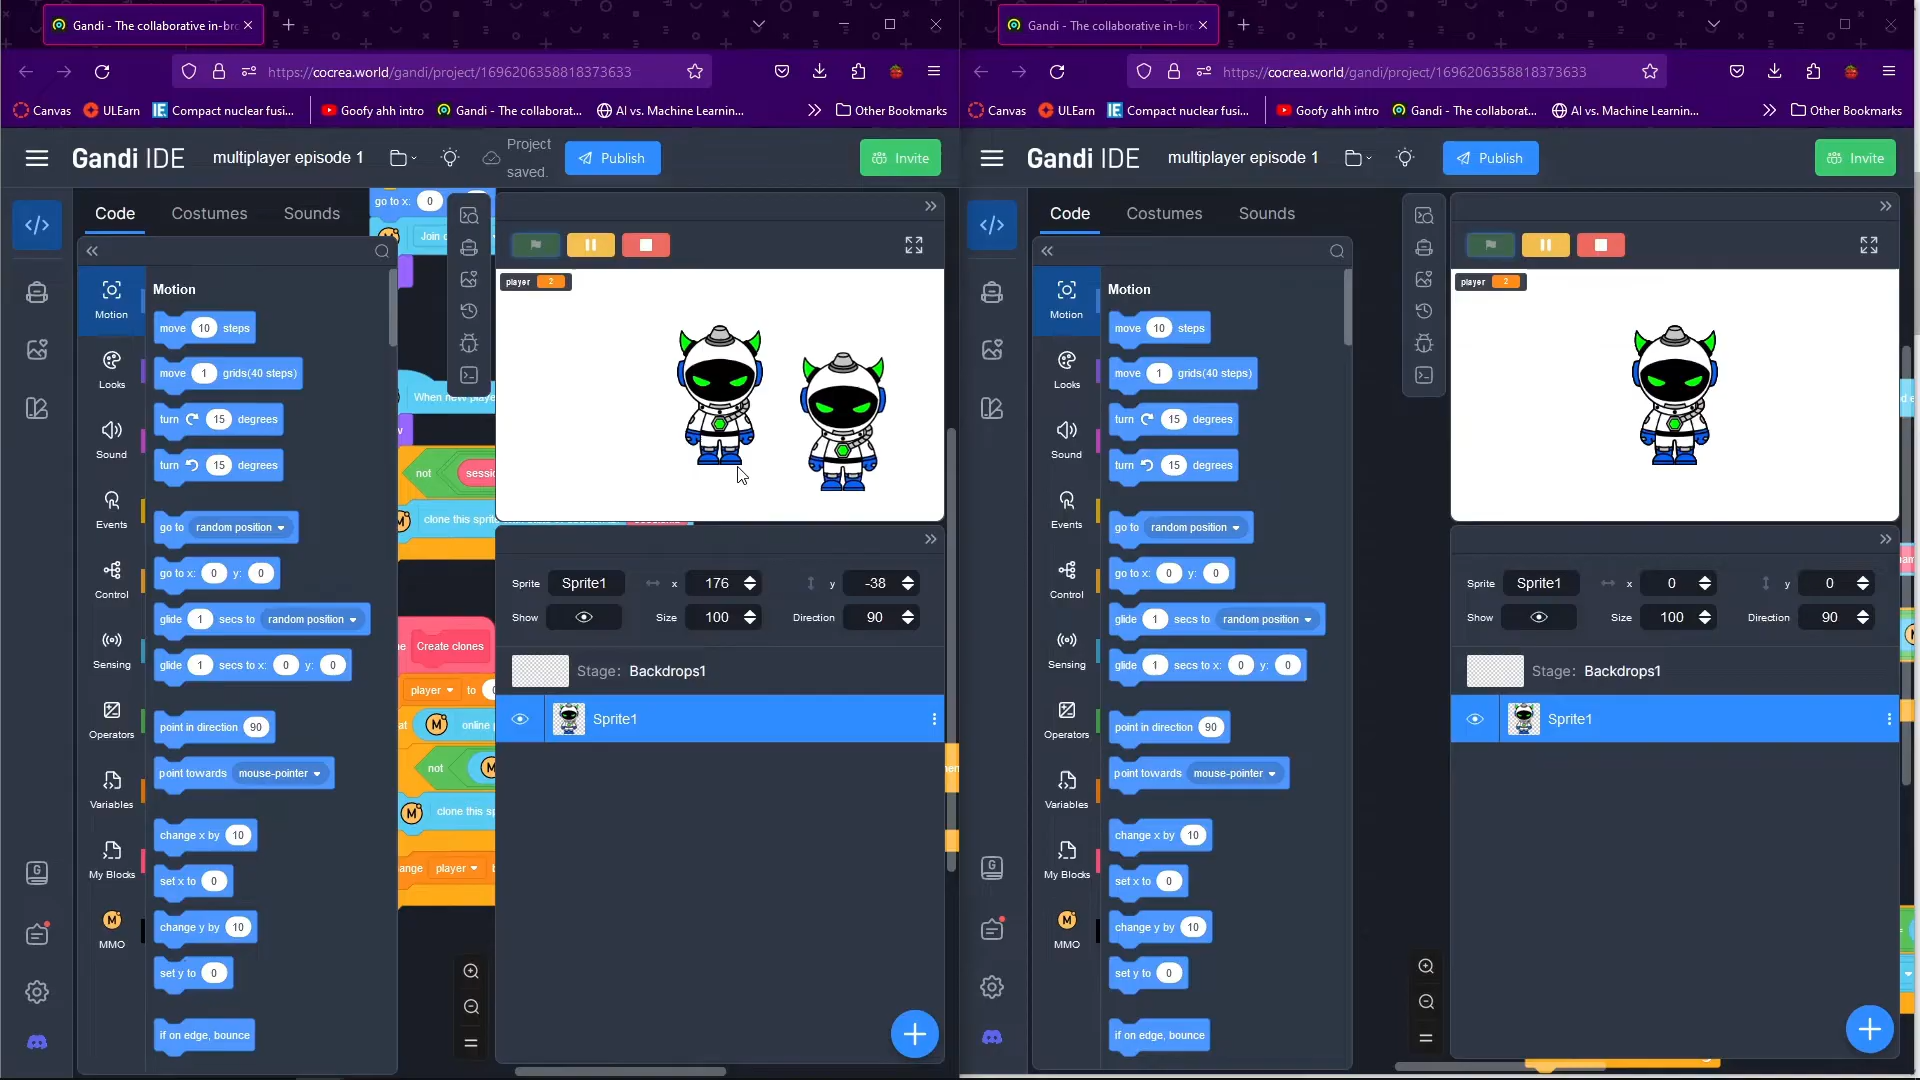 Gandi - The collaborative in-bro
https://cocrea.world/gandi/project/1696206358818373633
Canvas
ULEarn
Compact nuclear fusi...
Goofy ahh intro
Gandi - The collaborat...
AI vs. Machine Learnin...
Other Bookmarks
Gandi IDE
multiplayer episode 1
Project saved.
Publish
Invite
Code
Costumes
Sounds
Motion
Looks
Sound
Events
Control
Sensing
Operators
Variables
My Blocks
MMO
Motion
move 10 steps
move 1 grids(40 steps)
turn 15 degrees
turn 15 degrees
go to random position
go to x: 0 y: 0
glide 1 secs to random position
glide 1 secs to x: 0 y: 0
point in direction 90
point towards mouse-pointer
change x by 10
set x to 0
change y by 10
set y to 0
if on edge, bounce
go to x: 0
When new playe
not
clone this sprit
Create clones
player to
online
not
clone this sp
player
player 2
Sprite Sprite1 x 176 y -38
Show Size 100 Direction 90
Stage: Backdrops1
Sprite1
Gandi - The collaborative in-bro
https://cocrea.world/gandi/project/1696206358818373633
Canvas
ULEarn
Compact nuclear fusi...
Goofy ahh intro
Gandi - The collaborat...
AI vs. Machine Learnin...
Other Bookmarks
Gandi IDE
multiplayer episode 1
Publish
Invite
Code
Costumes
Sounds
Motion
Looks
Sound
Events
Control
Sensing
Operators
Variables
My Blocks
MMO
Motion
move 10 steps
move 1 grids(40 steps)
turn 15 degrees
turn 15 degrees
go to random position
go to x: 0 y: 0
glide 1 secs to random position
glide 1 secs to x: 0 y: 0
point in direction 90
point towards mouse-pointer
change x by 10
set x to 0
change y by 10
set y to 0
if on edge, bounce
player 2
Sprite Sprite1 x 0 y 0
Show Size 100 Direction 90
Stage: Backdrops1
Sprite1